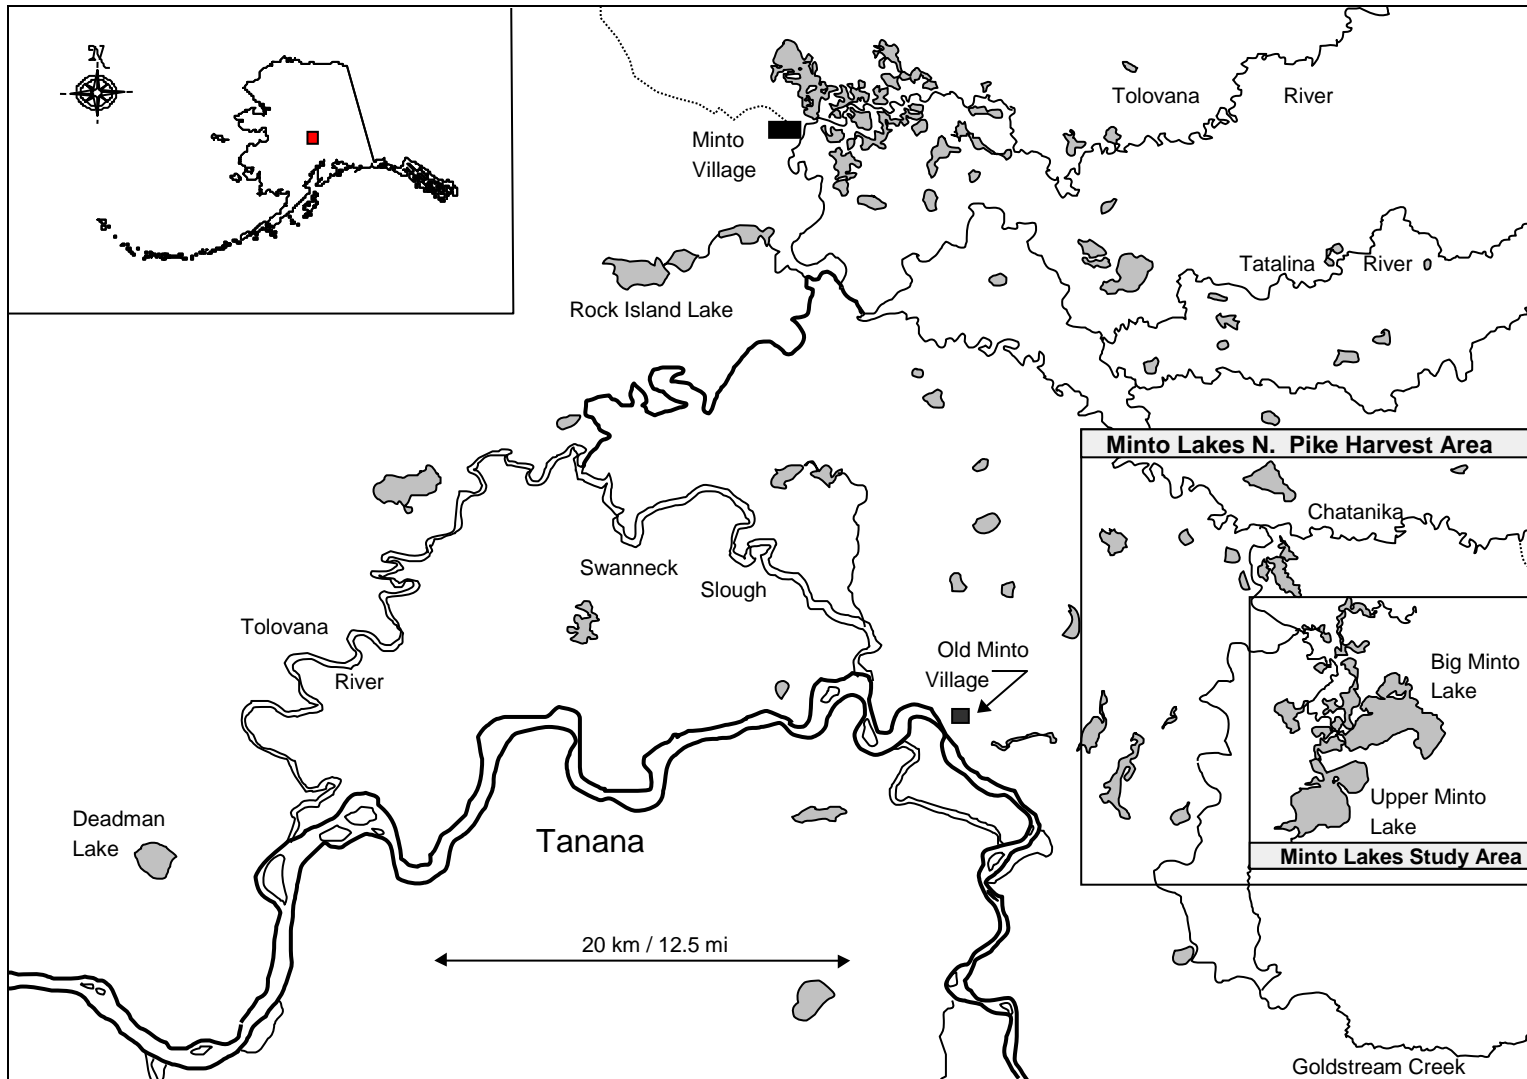 N
Tolovana River
Minto
Village
Tatalina River
Rock Island Lake
Minto Lakes N. Pike Harvest Area
Chatanika
Swanneck
Slough
Tolovana
River
Old Minto
Village
Big Minto
Lake
Upper Minto
Lake
Deadman
Lake
Tanana
Minto Lakes Study Area
20 km / 12.5 mi
Goldstream Creek